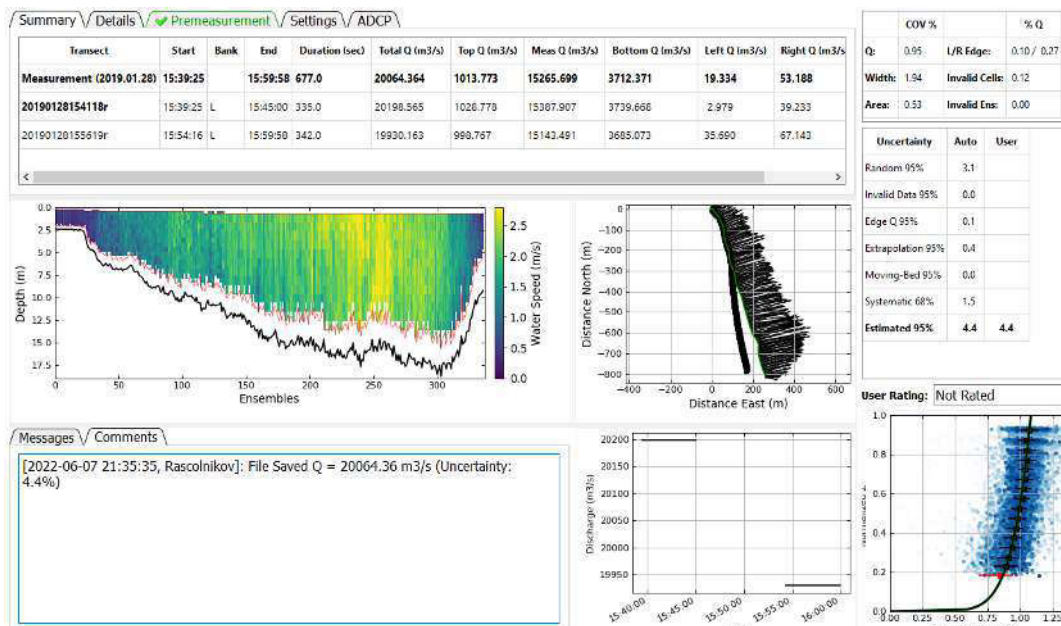 Summary Details Premeasurement Settings ADCP
Transect Start Bank End Duration (sec) Total Q (m3/s) Top Q (m3/s) Meas Q (m3/s) Bottom Q (m3/s) Left Q (m3/s) Right Q (m3/s
Measurement (2019.01.28) 15:39:25 15:59:58 677.0 20064.364 1013.773 15265.699 3712.371 19.334 53.188
20190128154118r 15:39:25 L 15:45:00 335.0 20198.565 1028.778 15387.907 3739.668 2.979 39.233
20190128155619r 15:54:16 L 15:59:58 342.0 19930.163 998.767 15143.491 3685.073 35.690 67.143
COV % % Q
Q: 0.95 L/R Edge: 0.10 / 0.27
Width: 1.94 Invalid Cells: 0.12
Area: 0.53 Invalid Ens: 0.00
Uncertainty Auto User
Random 95% 3.1
Invalid Data 95% 0.0
Edge Q 95% 0.1
Extrapolation 95% 0.4
Moving-Bed 95% 0.0
Systematic 68% 1.5
Estimated 95% 4.4 4.4
User Rating: Not Rated
0.0
2.5
5.0
7.5
10.0
12.5
15.0
17.5
Depth (m)
0 50 100 150 200 250 300
Ensembles
2.5
2.0
1.5
1.0
0.5
0.0
Water Speed (m/s)
0
−100
−200
−300
−400
−500
−600
−700
−800
Distance North (m)
−400 −200 0 200 400 600
Distance East (m)
Messages Comments
[2022-06-07 21:35:35, Rascolnikov]: File Saved Q = 20064.36 m3/s (Uncertainty:
4.4%)
20200
20150
20100
20050
20000
19950
Discharge (m3/s)
15:40:00 15:45:00 15:50:00 15:55:00 16:00:00
1.0
0.8
0.6
0.4
0.2
0.0
0.00 0.25 0.50 0.75 1.00 1.25